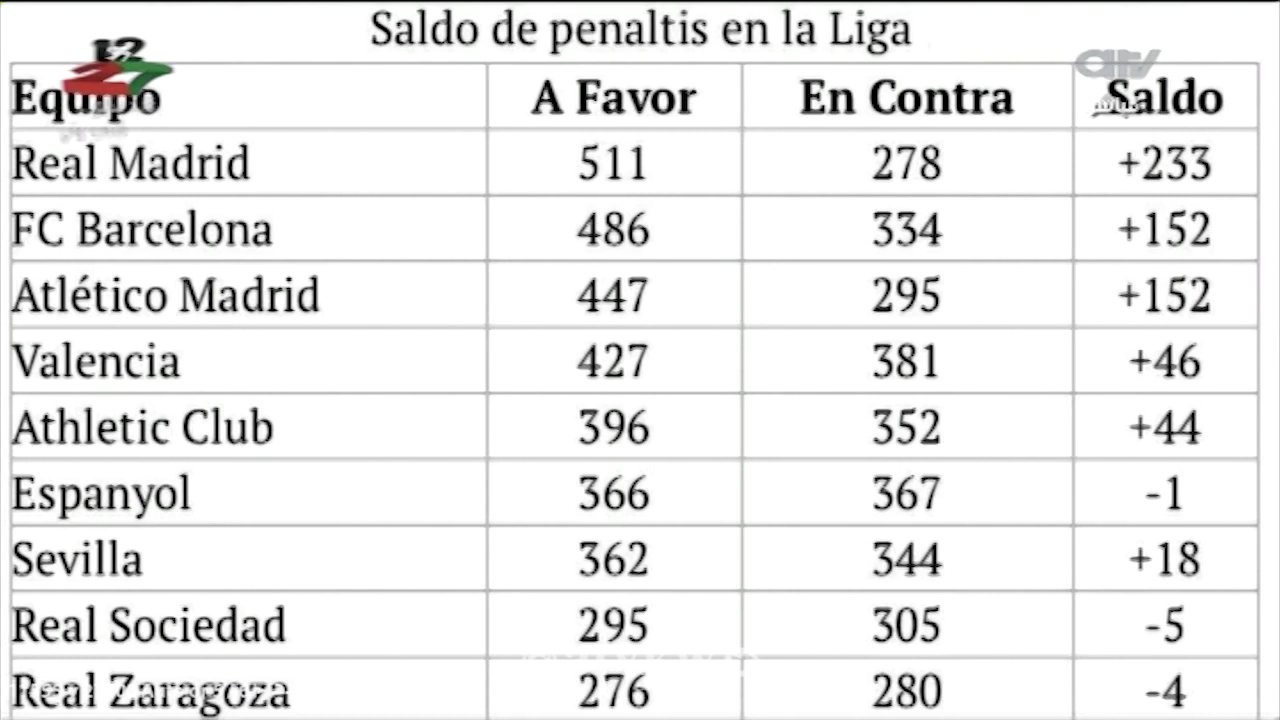 Saldo de penaltis en la Liga
Equipo A Favor En Contra Saldo
Real Madrid 511 278 +233
FC Barcelona 486 334 +152
Atlético Madrid 447 295 +152
Valencia 427 381 +46
Athletic Club 396 352 +44
Espanyol 366 367 -1
Sevilla 362 344 +18
Real Sociedad 295 305 -5
Real Zaragoza 276 280 -4
atv
مباشر